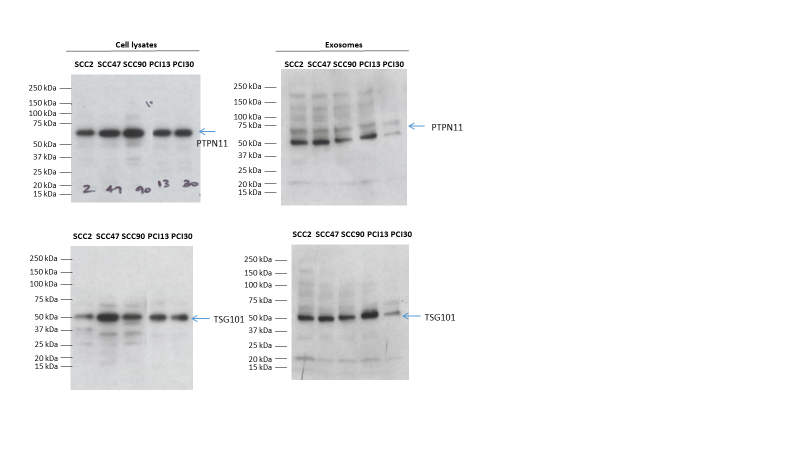 Cell lysates
SCC2 SCC47 SCC90 PCI13 PCI30
250 kDa
150 kDa
100 kDa
75 kDa
50 kDa
37 kDa
25 kDa
20 kDa
15 kDa
PTPN11
2 47 90 13 30
Exosomes
SCC2 SCC47 SCC90 PCI13 PCI30
250 kDa
150 kDa
100 kDa
75 kDa
50 kDa
37 kDa
25 kDa
20 kDa
15 kDa
PTPN11
SCC2 SCC47 SCC90 PCI13 PCI30
250 kDa
150 kDa
100 kDa
75 kDa
50 kDa
37 kDa
25 kDa
20 kDa
15 kDa
TSG101
SCC2 SCC47 SCC90 PCI13 PCI30
250 kDa
150 kDa
100 kDa
75 kDa
50 kDa
37 kDa
25 kDa
20 kDa
15 kDa
TSG101